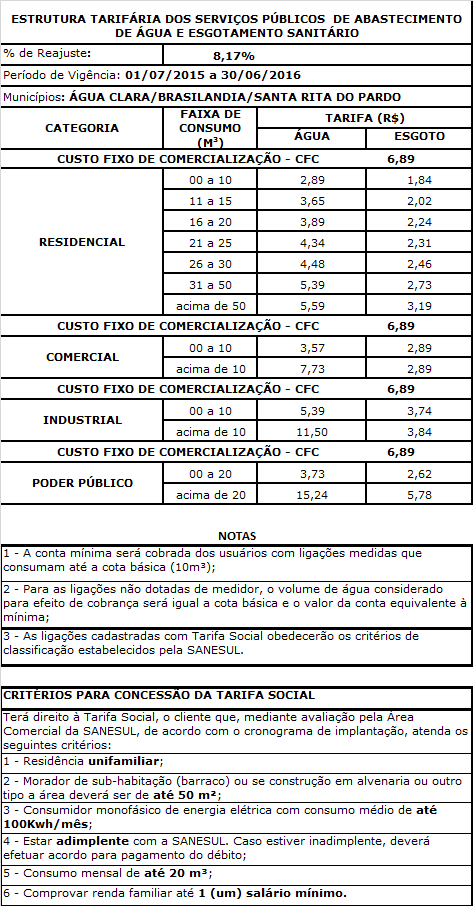 ESTRUTURA TARIFÁRIA DOS SERVIÇOS PÚBLICOS DE ABASTECIMENTO
DE ÁGUA E ESGOTAMENTO SANITÁRIO
% de Reajuste: 8,17%
Período de Vigência: 01/07/2015 a 30/06/2016
Municípios: ÁGUA CLARA/BRASILANDIA/SANTA RITA DO PARDO
CATEGORIA FAIXA DE CONSUMO (M³) TARIFA (R$)
ÁGUA ESGOTO
CUSTO FIXO DE COMERCIALIZAÇÃO - CFC 6,89
RESIDENCIAL
00 a 10 2,89 1,84
11 a 15 3,65 2,02
16 a 20 3,89 2,24
21 a 25 4,34 2,31
26 a 30 4,48 2,46
31 a 50 5,39 2,73
acima de 50 5,59 3,19
CUSTO FIXO DE COMERCIALIZAÇÃO - CFC 6,89
COMERCIAL
00 a 10 3,57 2,89
acima de 10 7,73 2,89
CUSTO FIXO DE COMERCIALIZAÇÃO - CFC 6,89
INDUSTRIAL
00 a 10 5,39 3,74
acima de 10 11,50 3,84
CUSTO FIXO DE COMERCIALIZAÇÃO - CFC 6,89
PODER PÚBLICO
00 a 20 3,73 2,62
acima de 20 15,24 5,78
NOTAS
1 - A conta mínima será cobrada dos usuários com ligações medidas que
consumam até a cota básica (10m³);
2 - Para as ligações não dotadas de medidor, o volume de água considerado
para efeito de cobrança será igual a cota básica e o valor da conta equivalente à
mínima;
3 - As ligações cadastradas com Tarifa Social obedecerão os critérios de
classificação estabelecidos pela SANESUL.
CRITÉRIOS PARA CONCESSÃO DA TARIFA SOCIAL
Terá direito à Tarifa Social, o cliente que, mediante avaliação pela Área
Comercial da SANESUL, de acordo com o cronograma de implantação, atenda os
seguintes critérios:
1 - Residência unifamiliar;
2 - Morador de sub-habitação (barraco) ou se construção em alvenaria ou outro
tipo a área deverá ser de até 50 m²;
3 - Consumidor monofásico de energia elétrica com consumo médio de até
100Kwh/mês;
4 - Estar adimplente com a SANESUL. Caso estiver inadimplente, deverá
efetuar acordo para pagamento do débito;
5 - Consumo mensal de até 20 m³;
6 - Comprovar renda familiar até 1 (um) salário mínimo.